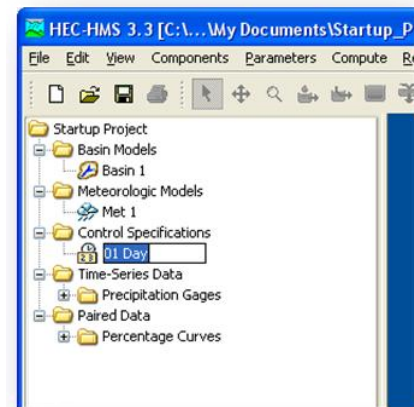 HEC-HMS 3.3 [C:\...\My Documents\Startup_P
File Edit View Components Parameters Compute Re
Startup Project
Basin Models
Basin 1
Meteorologic Models
Met 1
Control Specifications
01 Day
Time-Series Data
Precipitation Gages
Paired Data
Percentage Curves